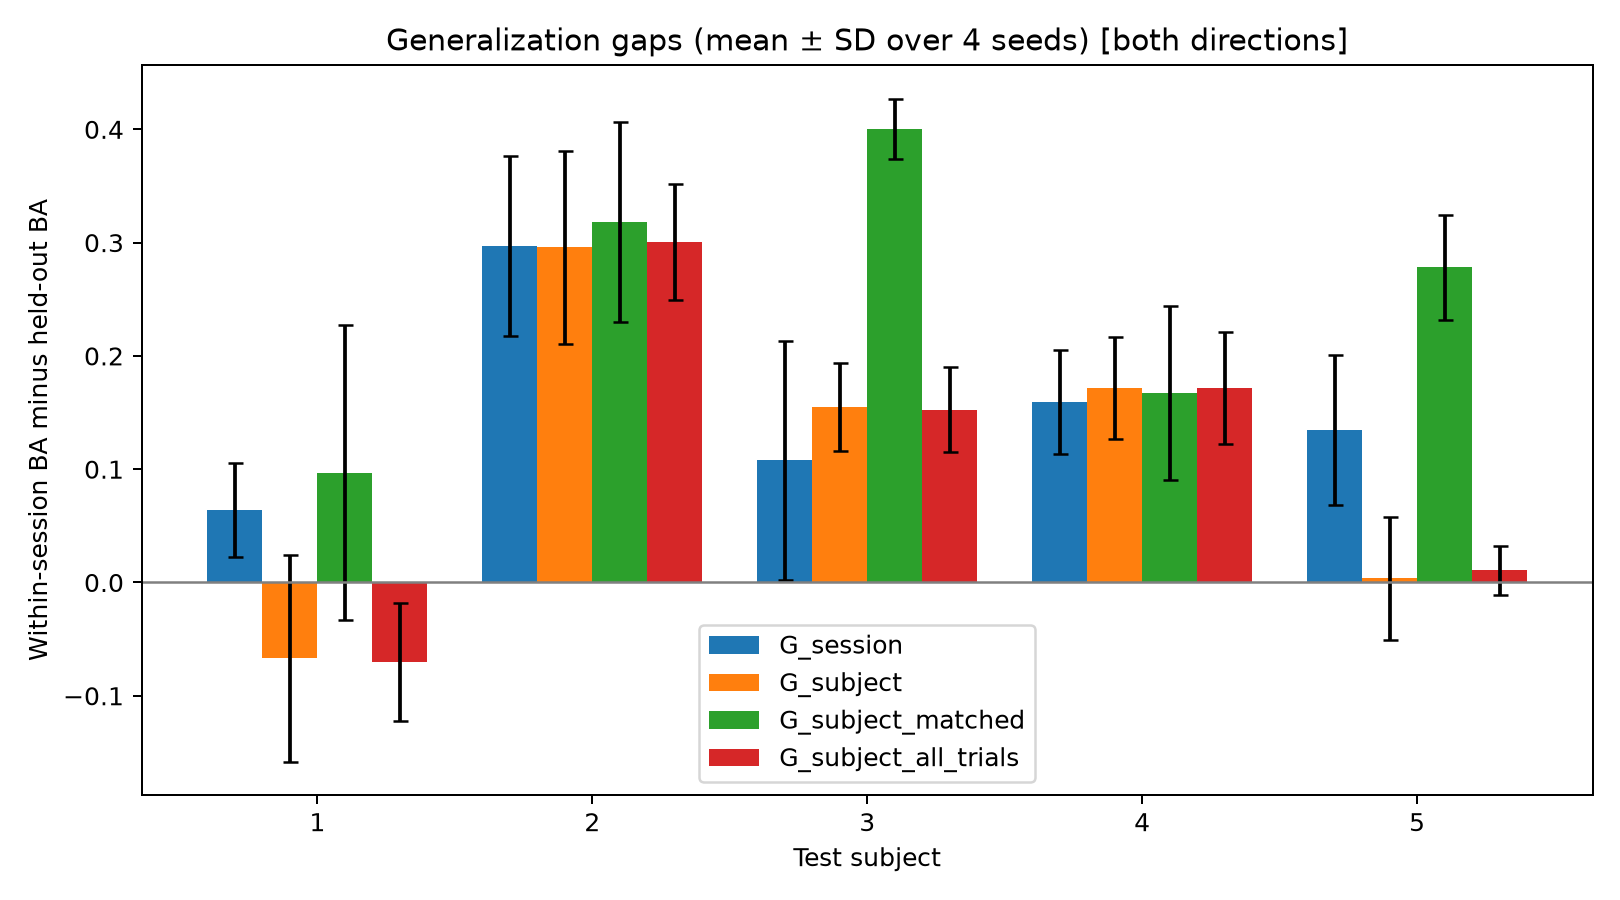 Generalization gaps (mean ± SD over 4 seeds) [both directions]
Within-session BA minus held-out BA
0.4
0.3
0.2
0.1
0.0
−0.1
G_session
G_subject
G_subject_matched
G_subject_all_trials
1 2 3 4 5
Test subject